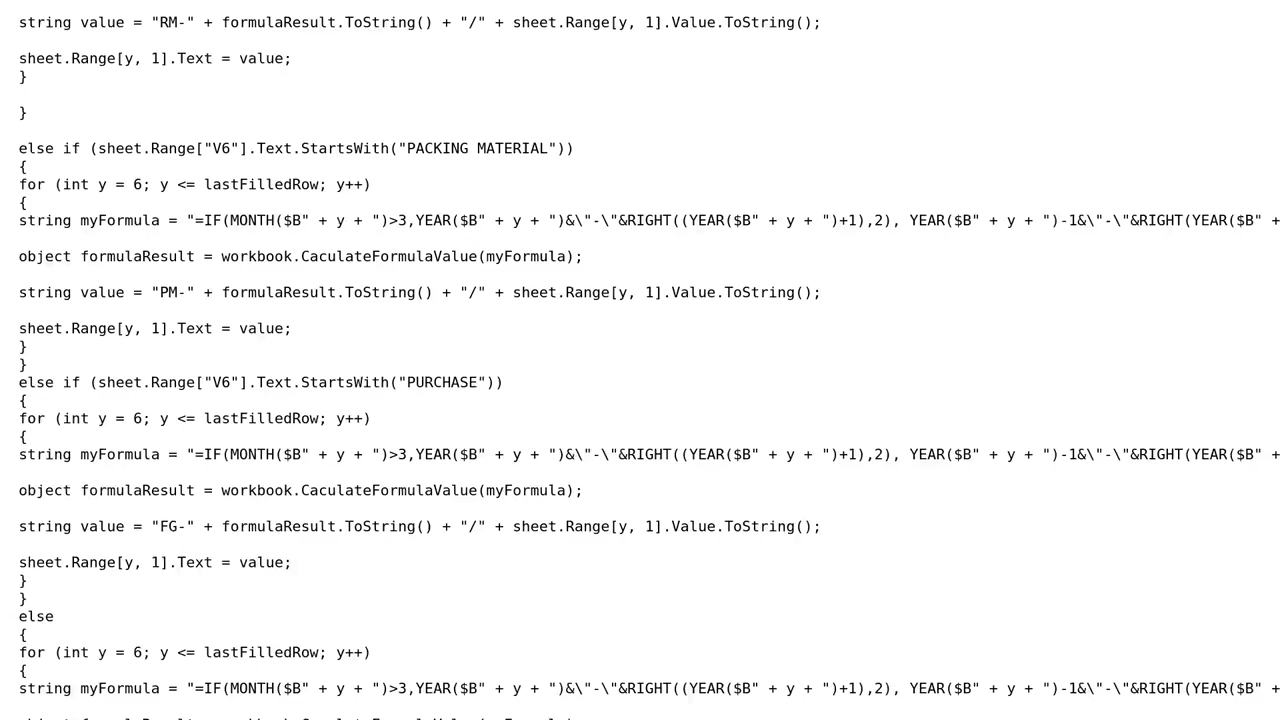 string value = "RM-" + formulaResult.ToString() + "/" + sheet.Range[y, 1].Value.ToString();
sheet.Range[y, 1].Text = value;
}
}
else if (sheet.Range["V6"].Text.StartsWith("PACKING MATERIAL"))
{
for (int y = 6; y <= lastFilledRow; y++)
{
string myFormula = "=IF(MONTH($B" + y + ")>3,YEAR($B" + y + ")&\"-\"&RIGHT((YEAR($B" + y + ")+1),2), YEAR($B" + y + ")-1&\"-\"&RIGHT(YEAR($B" +
object formulaResult = workbook.CaculateFormulaValue(myFormula);
string value = "PM-" + formulaResult.ToString() + "/" + sheet.Range[y, 1].Value.ToString();
sheet.Range[y, 1].Text = value;
}
}
else if (sheet.Range["V6"].Text.StartsWith("PURCHASE"))
{
for (int y = 6; y <= lastFilledRow; y++)
{
string myFormula = "=IF(MONTH($B" + y + ")>3,YEAR($B" + y + ")&\"-\"&RIGHT((YEAR($B" + y + ")+1),2), YEAR($B" + y + ")-1&\"-\"&RIGHT(YEAR($B" +
object formulaResult = workbook.CaculateFormulaValue(myFormula);
string value = "FG-" + formulaResult.ToString() + "/" + sheet.Range[y, 1].Value.ToString();
sheet.Range[y, 1].Text = value;
}
}
else
{
for (int y = 6; y <= lastFilledRow; y++)
{
string myFormula = "=IF(MONTH($B" + y + ")>3,YEAR($B" + y + ")&\"-\"&RIGHT((YEAR($B" + y + ")+1),2), YEAR($B" + y + ")-1&\"-\"&RIGHT(YEAR($B" +